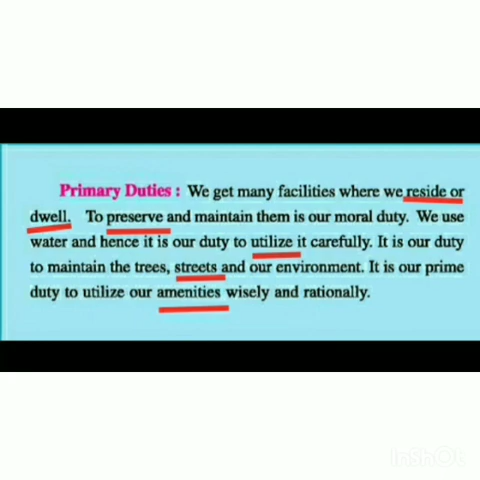 Primary Duties : We get many facilities where we reside or
dwell. To preserve and maintain them is our moral duty. We use
water and hence it is our duty to utilize it carefully. It is our duty
to maintain the trees, streets and our environment. It is our prime
duty to utilize our amenities wisely and rationally.
InShOt